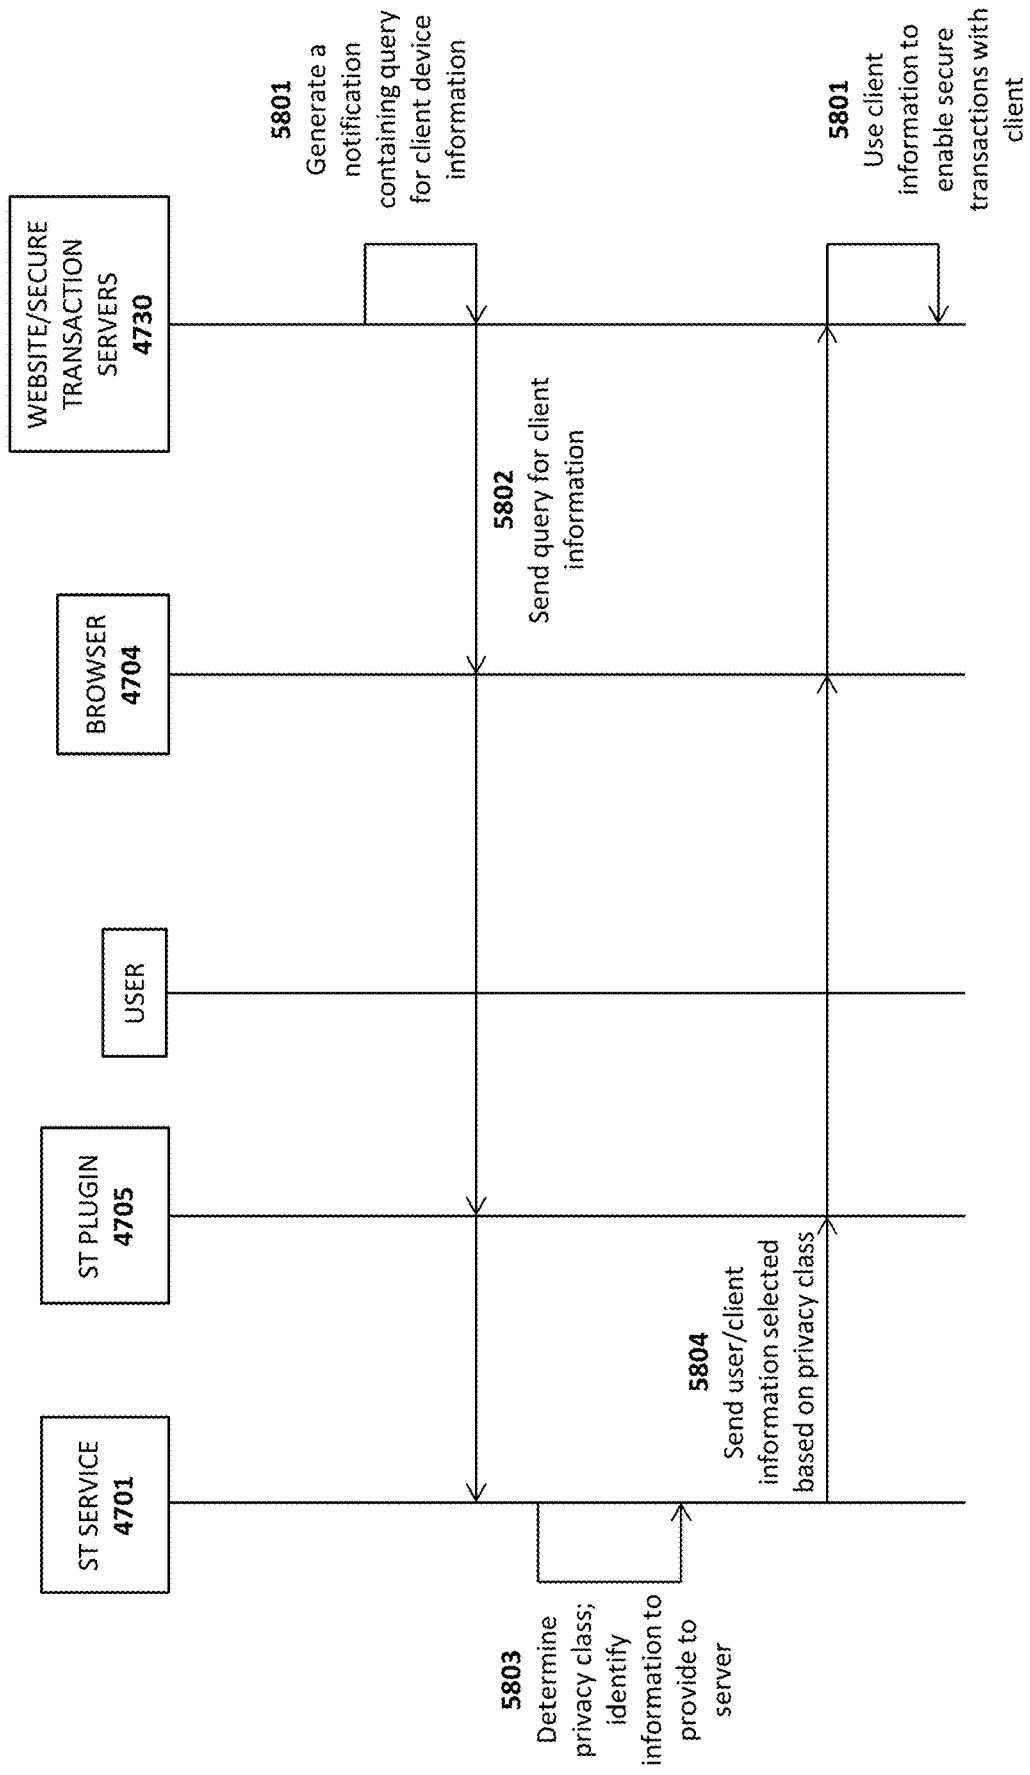 ST SERVICE
4701
ST PLUGIN
4705
USER
BROWSER
4704
WEBSITE/SECURE
TRANSACTION
SERVERS
4730
5801
Generate a
notification
containing query
for client device
information
5802
Send query for client
information
5803
Determine
privacy class;
identify
information to
provide to
server
5804
Send user/client
information selected
based on privacy class
5801
Use client
information to
enable secure
transactions with
client